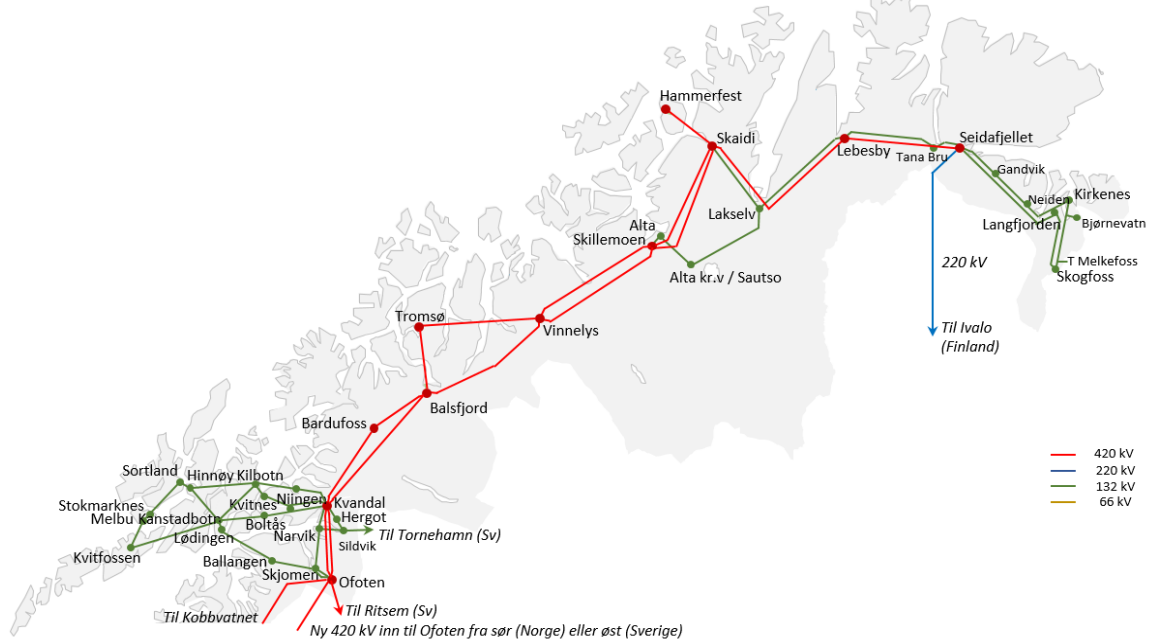 Hammerfest
Skaidi
Lebesby
Seidafjellet
Tana Bru
Gandvik
Neiden
Kirkenes
Langfjorden
Bjørnevatn
T Melkefoss
Skogfoss
Lakselv
Alta
Skillemoen
Alta kr.v / Sautso
220 kV
Til Ivalo
(Finland)
Tromsø
Vinnelys
Balsfjord
Bardufoss
420 kV
220 kV
132 kV
66 kV
Sortland
Hinnøy
Kilbotn
Stokmarknes
Kvitnes
Niingen
Kvandal
Melbu
Kanstadbotn
Boltås
Hergot
Lødingen
Narvik
Til Tornehamn (Sv)
Sildvik
Kvitfossen
Ballangen
Skjomen
Ofoten
Til Kobbvatnet
Til Ritsem (Sv)
Ny 420 kV inn til Ofoten fra sør (Norge) eller øst (Sverige)